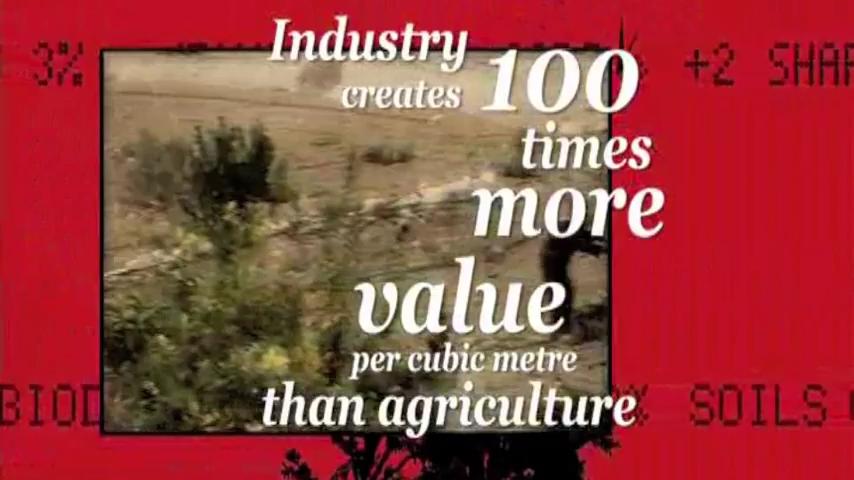 3% +2 SHAR
Industry
creates 100
times
more
value
per cubic metre
than agriculture
BIOD % SOILS